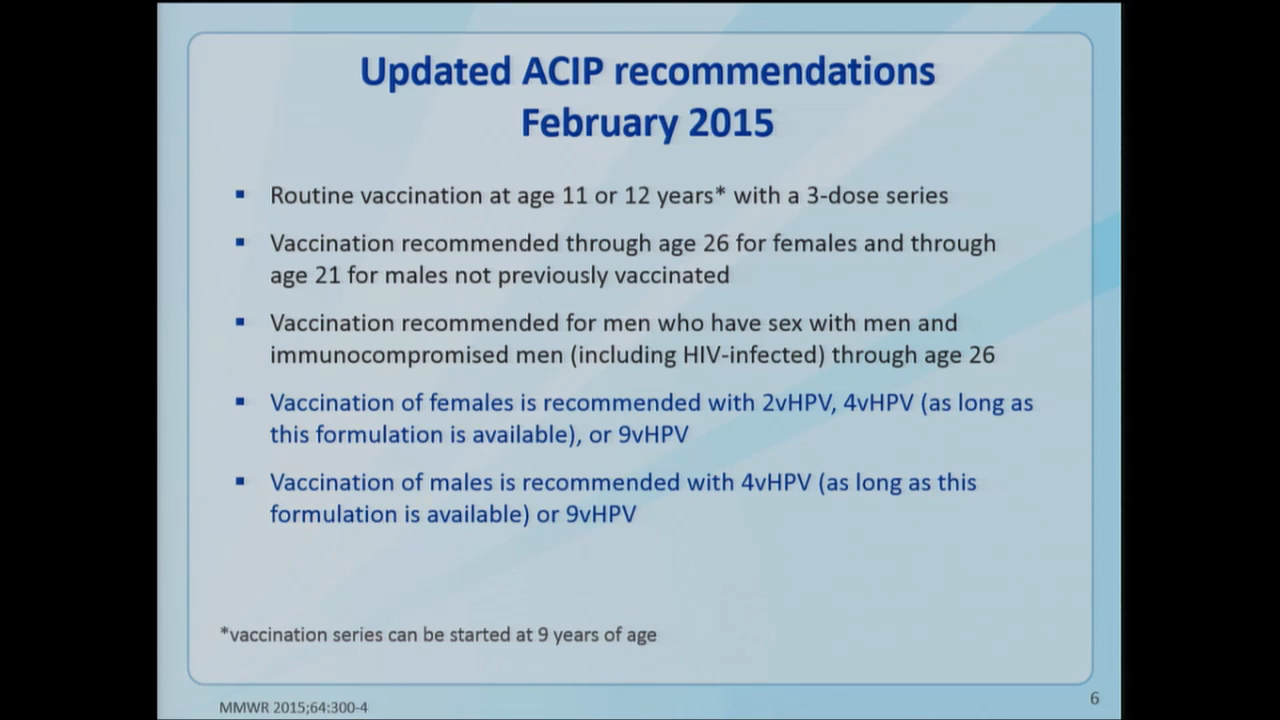 Updated ACIP recommendations
February 2015
▪ Routine vaccination at age 11 or 12 years* with a 3-dose series
▪ Vaccination recommended through age 26 for females and through
age 21 for males not previously vaccinated
▪ Vaccination recommended for men who have sex with men and
immunocompromised men (including HIV-infected) through age 26
▪ Vaccination of females is recommended with 2vHPV, 4vHPV (as long as
this formulation is available), or 9vHPV
▪ Vaccination of males is recommended with 4vHPV (as long as this
formulation is available) or 9vHPV
*vaccination series can be started at 9 years of age
MMWR 2015;64:300-4
6